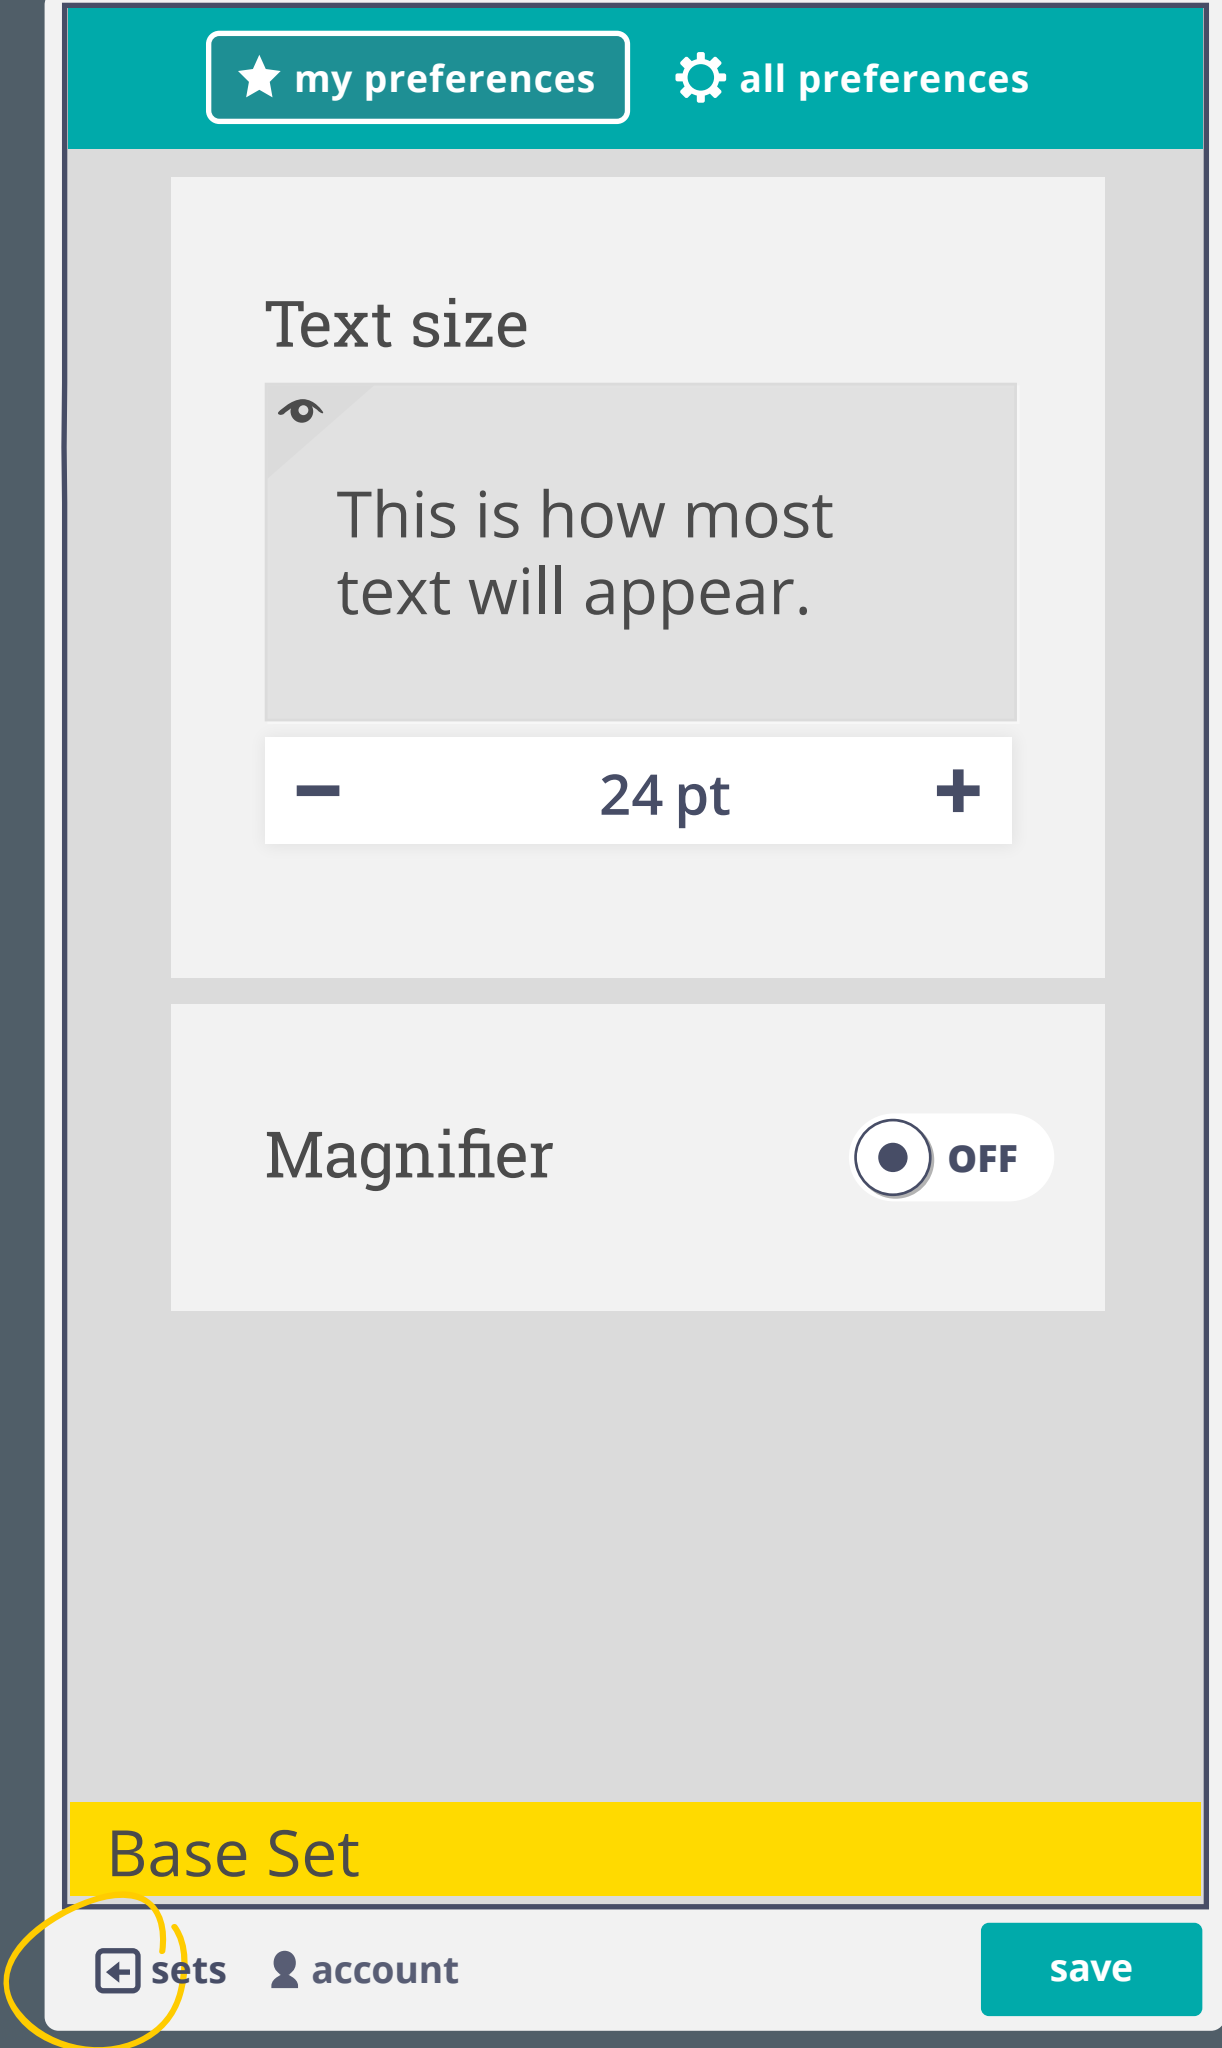 my preferences
all preferences
Text size
This is how most
text will appear.
24 pt
Magnifier
OFF
Base Set
sets
account
save